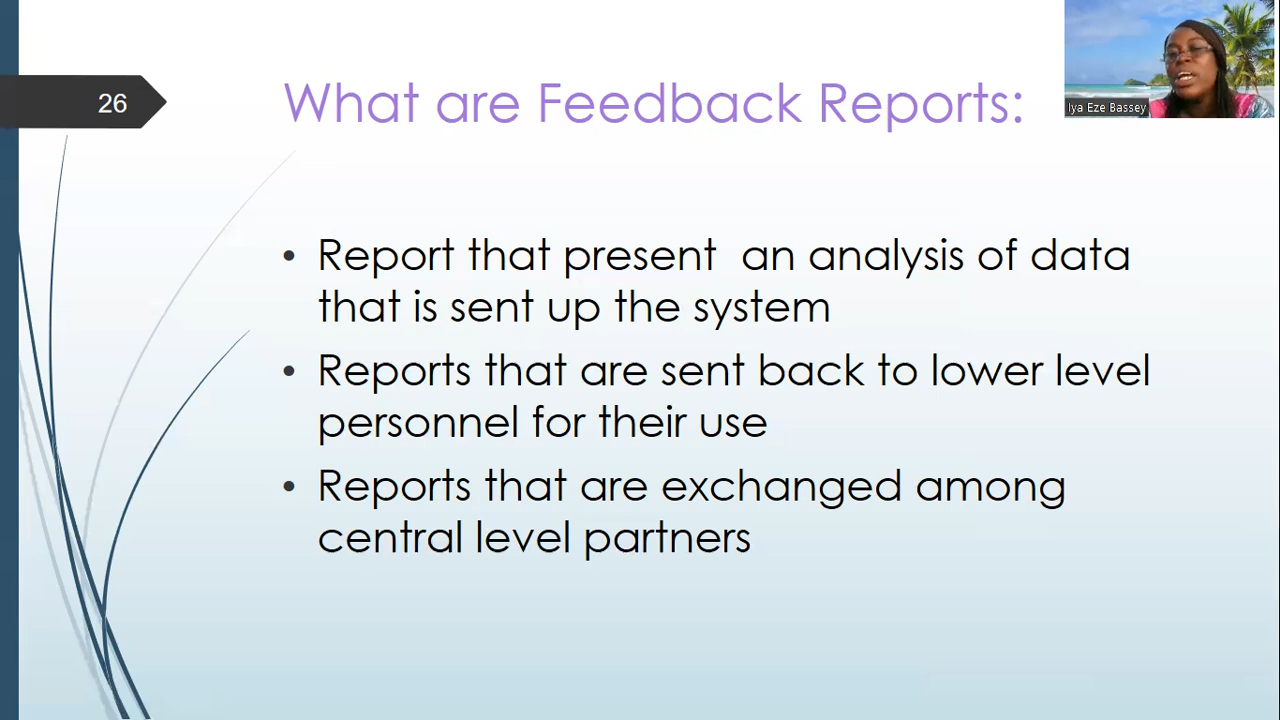 26
What are Feedback Reports:
Iya Eze Bassey
• Report that present an analysis of data
that is sent up the system
• Reports that are sent back to lower level
personnel for their use
• Reports that are exchanged among
central level partners